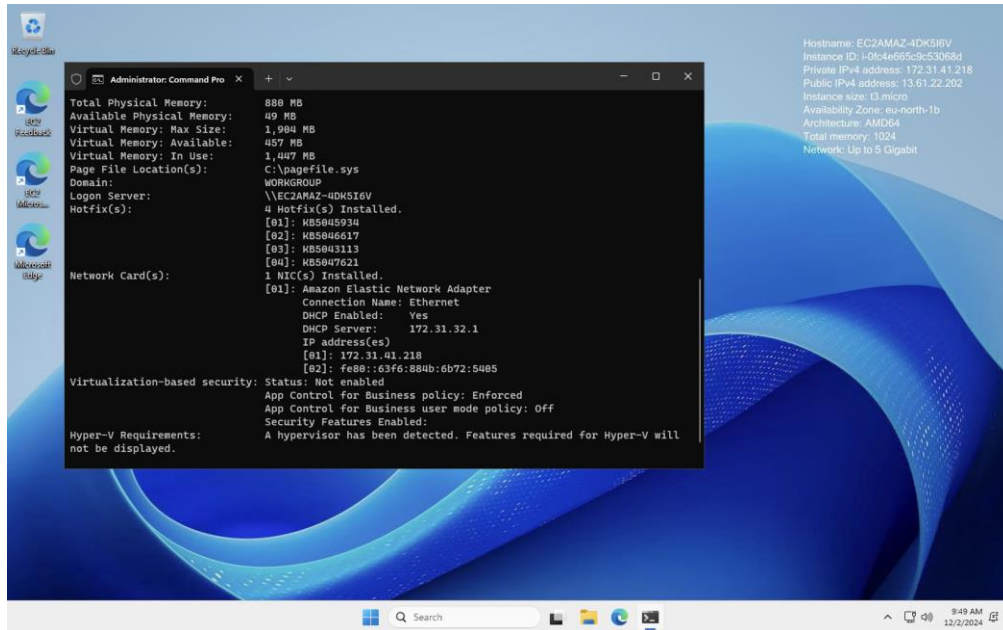 Recycle Bin
EC2
Feedback
EC2
Micros...
Microsoft
Edge
Administrator: Command Pro
Total Physical Memory: 880 MB
Available Physical Memory: 49 MB
Virtual Memory: Max Size: 1,904 MB
Virtual Memory: Available: 457 MB
Virtual Memory: In Use: 1,447 MB
Page File Location(s): C:\pagefile.sys
Domain: WORKGROUP
Logon Server: \\EC2AMAZ-4DK5I6V
Hotfix(s): 4 Hotfix(s) Installed.
[01]: KB5045934
[02]: KB5046617
[03]: KB5043113
[04]: KB5047621
Network Card(s): 1 NIC(s) Installed.
[01]: Amazon Elastic Network Adapter
Connection Name: Ethernet
DHCP Enabled: Yes
DHCP Server: 172.31.32.1
IP address(es)
[01]: 172.31.41.218
[02]: fe80::63f6:884b:6b72:5405
Virtualization-based security: Status: Not enabled
App Control for Business policy: Enforced
App Control for Business user mode policy: Off
Security Features Enabled:
Hyper-V Requirements: A hypervisor has been detected. Features required for Hyper-V will
not be displayed.
Hostname: EC2AMAZ-4DK5I6V
Instance ID: i-0fc4e665c9c53068d
Private IPv4 address: 172.31.41.218
Public IPv4 address: 13.61.22.202
Instance size: t3.micro
Availability Zone: eu-north-1b
Architecture: AMD64
Total memory: 1024
Network: Up to 5 Gigabit
Search
9:49 AM
12/2/2024